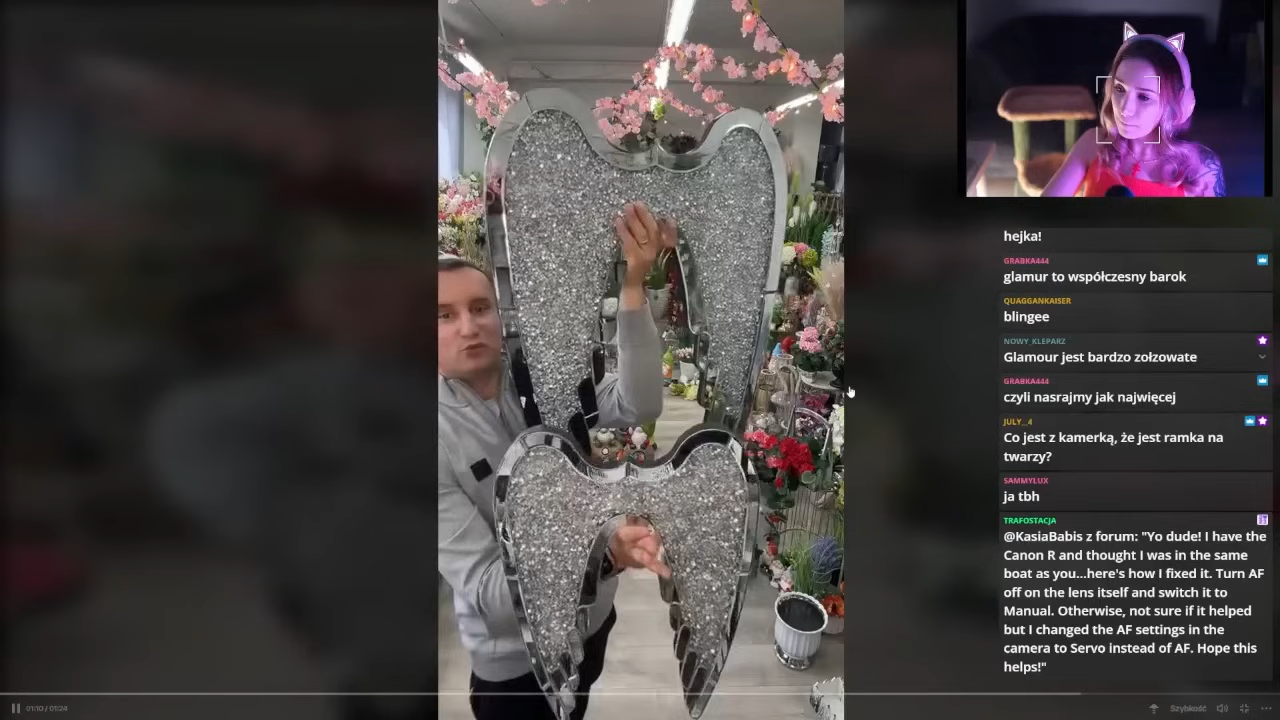 hejka!
GRABKA444
glamur to współczesny barok
QUAGGANKAISER
blingee
NOWY_KLEPARZ
Glamour jest bardzo zołzowate
GRABKA444
czyli nasrajmy jak najwięcej
JULY_4
Co jest z kamerką, że jest ramka na
twarzy?
SAMMYLUX
ja tbh
TRAFOSTACJA
@KasiaBabis z forum: "Yo dude! I have the
Canon R and thought I was in the same
boat as you...here's how I fixed it. Turn AF
off on the lens itself and switch it to
Manual. Otherwise, not sure if it helped
but I changed the AF settings in the
camera to Servo instead of AF. Hope this
helps!"
01:10 / 01:24
Szybkość